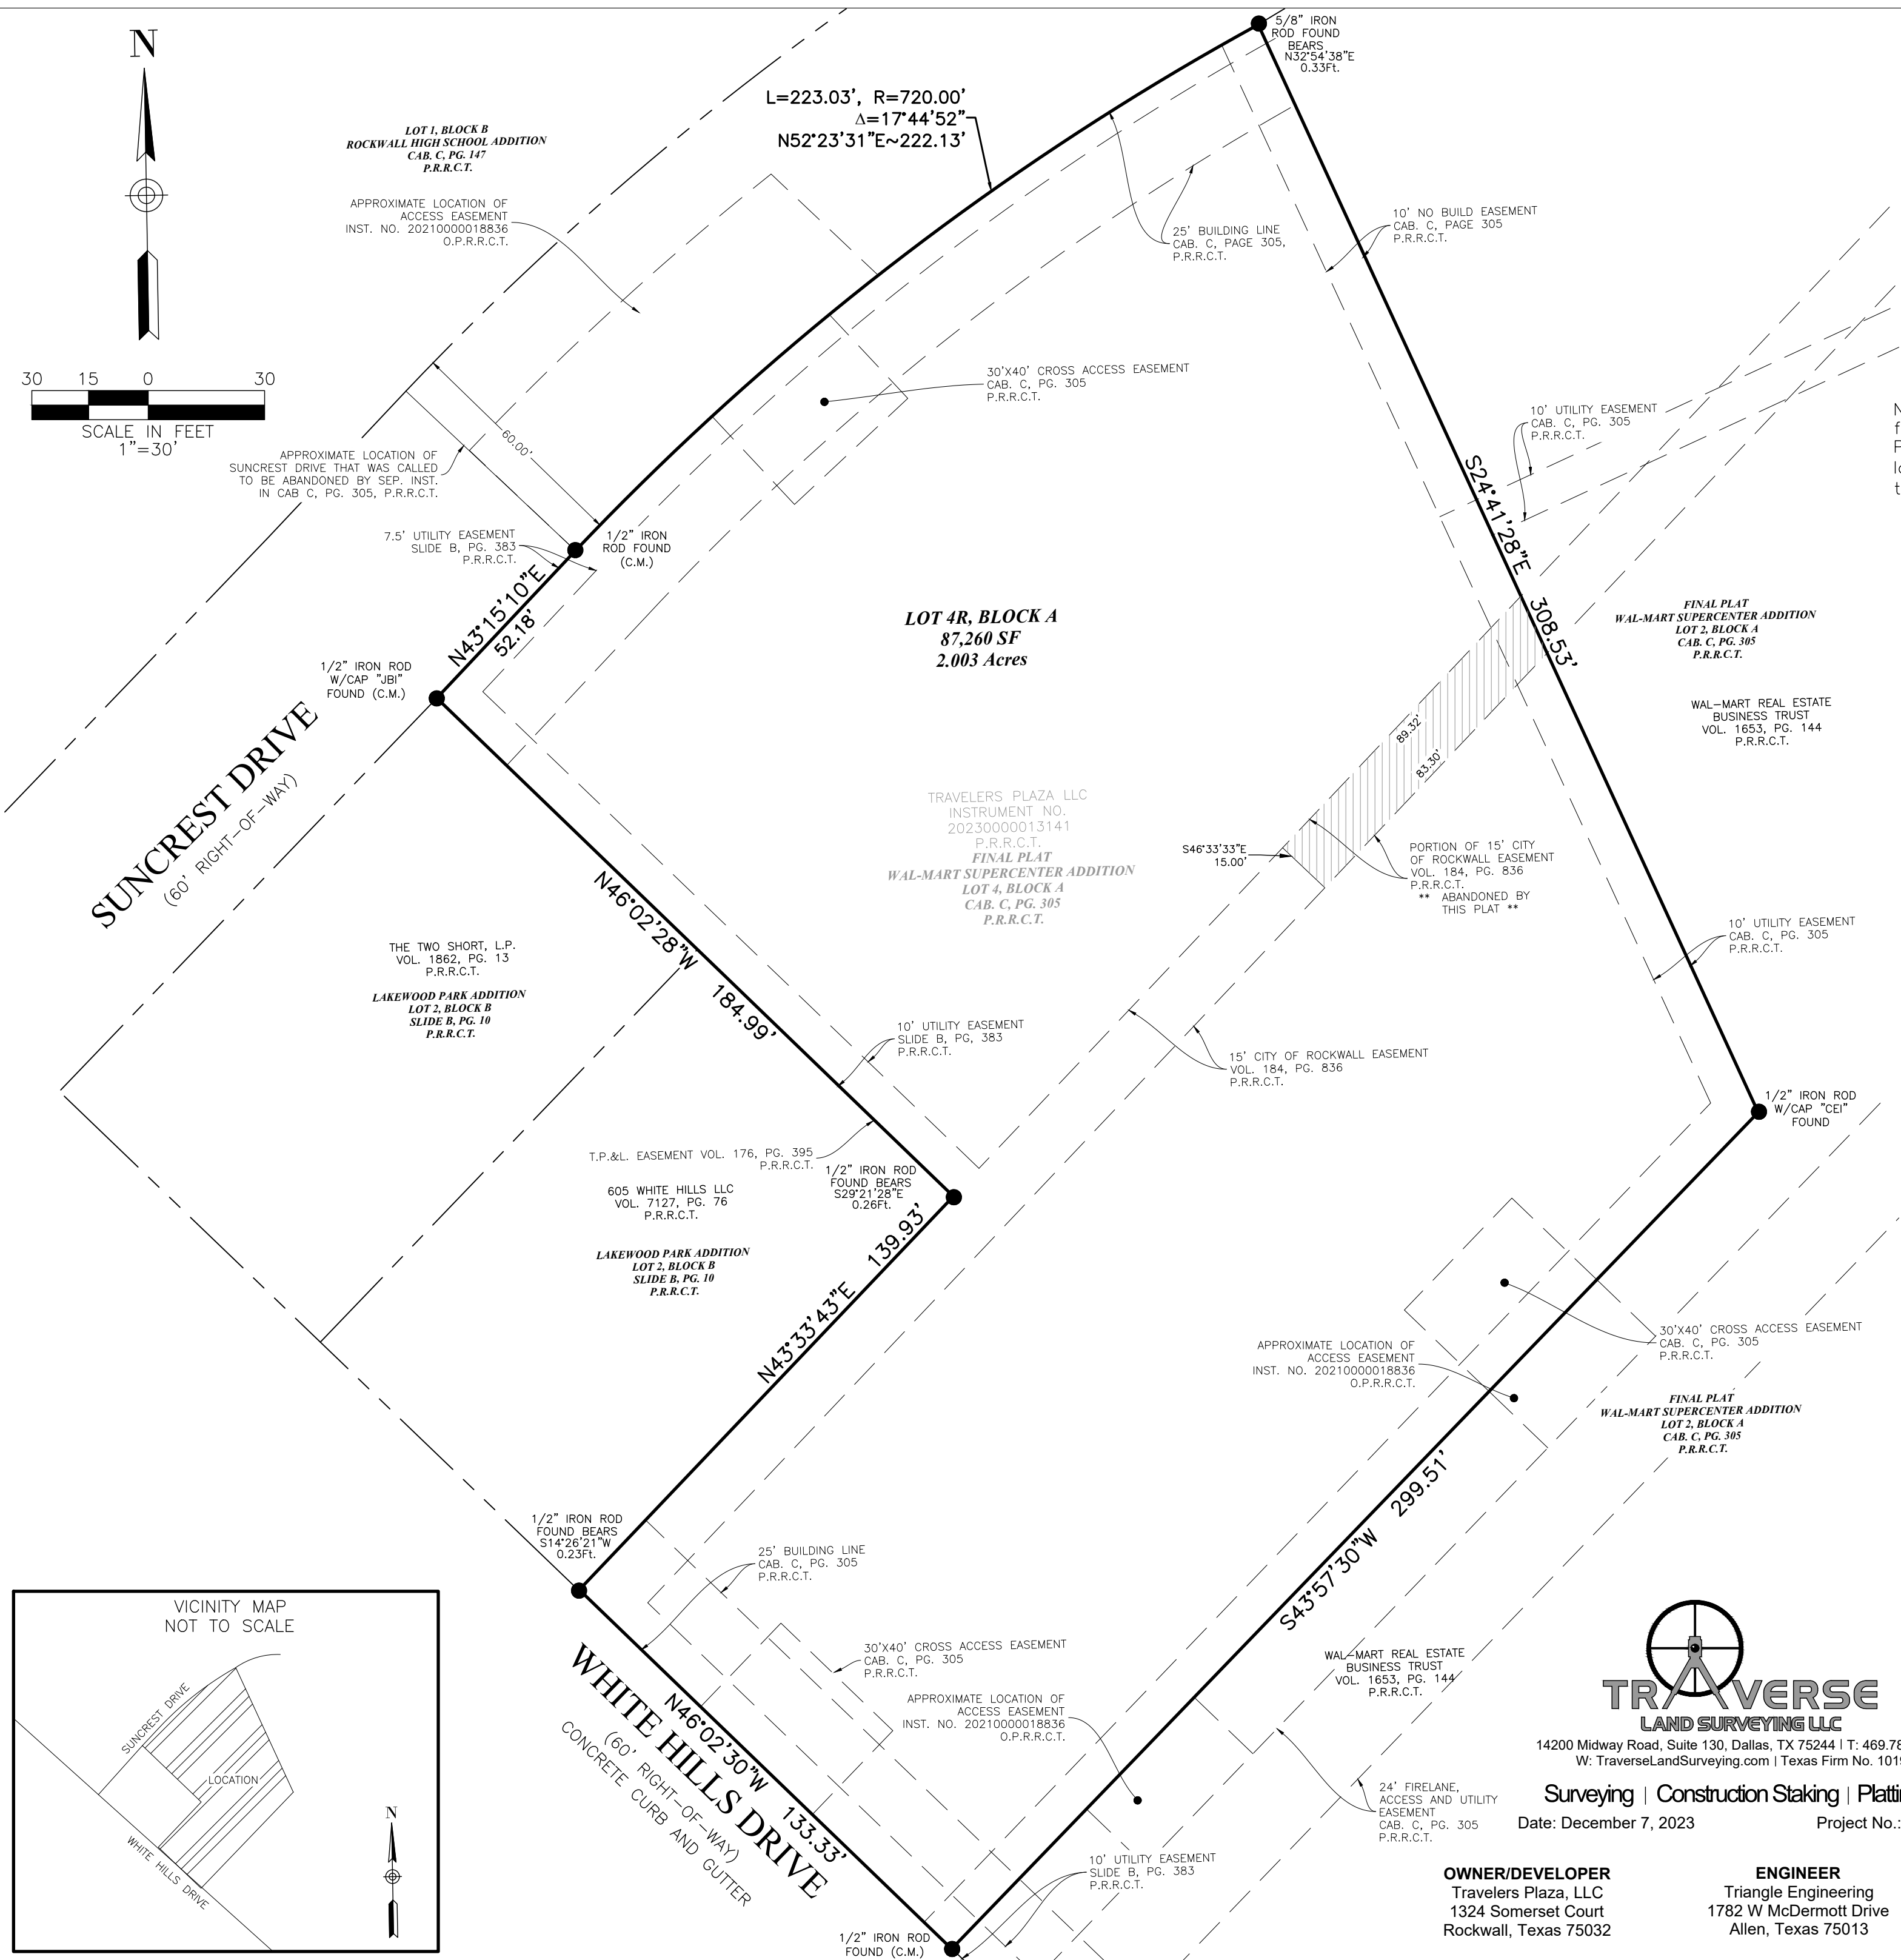 N
30 15 0 30
SCALE IN FEET
1"=30'
LOT 1, BLOCK B
ROCKWALL HIGH SCHOOL ADDITION
CAB. C, PG. 147
P.R.R.C.T.
APPROXIMATE LOCATION OF
ACCESS EASEMENT
INST. NO. 20210000018836
O.P.R.R.C.T.
L=223.03', R=720.00'
Δ=17°44'52"
N52°23'31"E~222.13'
5/8" IRON
ROD FOUND
BEARS
N32°54'38"E
0.33Ft.
25' BUILDING LINE
CAB. C, PAGE 305,
P.R.R.C.T.
10' NO BUILD EASEMENT
CAB. C, PAGE 305
P.R.R.C.T.
30'X40' CROSS ACCESS EASEMENT
CAB. C, PG. 305
P.R.R.C.T.
10' UTILITY EASEMENT
CAB. C, PG. 305
P.R.R.C.T.
60.00'
APPROXIMATE LOCATION OF
SUNCREST DRIVE THAT WAS CALLED
TO BE ABANDONED BY SEP. INST.
IN CAB C, PG. 305, P.R.R.C.T.
7.5' UTILITY EASEMENT
SLIDE B, PG. 383
P.R.R.C.T.
1/2" IRON
ROD FOUND
(C.M.)
N43°15'10"E
52.18'
1/2" IRON ROD
W/CAP "JBI"
FOUND (C.M.)
S24°41'28"E 308.53'
LOT 4R, BLOCK A
87,260 SF
2.003 Acres
FINAL PLAT
WAL-MART SUPERCENTER ADDITION
LOT 2, BLOCK A
CAB. C, PG. 305
P.R.R.C.T.
WAL-MART REAL ESTATE
BUSINESS TRUST
VOL. 1653, PG. 144
P.R.R.C.T.
SUNCREST DRIVE
(60' RIGHT-OF-WAY)
89.32'
83.30'
TRAVELERS PLAZA LLC
INSTRUMENT NO.
20230000013141
P.R.R.C.T.
FINAL PLAT
WAL-MART SUPERCENTER ADDITION
LOT 4, BLOCK A
CAB. C, PG. 305
P.R.R.C.T.
S46°33'33"E
15.00'
PORTION OF 15' CITY
OF ROCKWALL EASEMENT
VOL. 184, PG. 836
P.R.R.C.T.
** ABANDONED BY
THIS PLAT **
N46°02'28"W 184.99'
10' UTILITY EASEMENT
CAB. C, PG. 305
P.R.R.C.T.
THE TWO SHORT, L.P.
VOL. 1862, PG. 13
P.R.R.C.T.
LAKEWOOD PARK ADDITION
LOT 2, BLOCK B
SLIDE B, PG. 10
P.R.R.C.T.
10' UTILITY EASEMENT
SLIDE B, PG, 383
P.R.R.C.T.
15' CITY OF ROCKWALL EASEMENT
VOL. 184, PG. 836
P.R.R.C.T.
1/2" IRON ROD
W/CAP "CEI"
FOUND
T.P.&L. EASEMENT VOL. 176, PG. 395
P.R.R.C.T.
1/2" IRON ROD
FOUND BEARS
S29°21'28"E
0.26Ft.
605 WHITE HILLS LLC
VOL. 7127, PG. 76
P.R.R.C.T.
LAKEWOOD PARK ADDITION
LOT 2, BLOCK B
SLIDE B, PG. 10
P.R.R.C.T.
N43°33'43"E 139.93'
APPROXIMATE LOCATION OF
ACCESS EASEMENT
INST. NO. 20210000018836
O.P.R.R.C.T.
30'X40' CROSS ACCESS EASEMENT
CAB. C, PG. 305
P.R.R.C.T.
FINAL PLAT
WAL-MART SUPERCENTER ADDITION
LOT 2, BLOCK A
CAB. C, PG. 305
P.R.R.C.T.
S43°57'30"W 299.51'
1/2" IRON ROD
FOUND BEARS
S14°26'21"W
0.23Ft.
25' BUILDING LINE
CAB. C, PG. 305
P.R.R.C.T.
30'X40' CROSS ACCESS EASEMENT
CAB. C, PG. 305
P.R.R.C.T.
APPROXIMATE LOCATION OF
ACCESS EASEMENT
INST. NO. 20210000018836
O.P.R.R.C.T.
WAL-MART REAL ESTATE
BUSINESS TRUST
VOL. 1653, PG. 144
P.R.R.C.T.
N46°02'30"W 133.33'
WHITE HILLS DRIVE
(60' RIGHT-OF-WAY)
CONCRETE CURB AND GUTTER
24' FIRELANE,
ACCESS AND UTILITY
EASEMENT
CAB. C, PG. 305
P.R.R.C.T.
10' UTILITY EASEMENT
SLIDE B, PG. 383
P.R.R.C.T.
1/2" IRON ROD
FOUND (C.M.)
VICINITY MAP
NOT TO SCALE
SUNCREST DRIVE
LOCATION
WHITE HILLS DRIVE
N
TRAVERSE
LAND SURVEYING LLC
14200 Midway Road, Suite 130, Dallas, TX 75244 | T: 469.78
W: TraverseLandSurveying.com | Texas Firm No. 1019
Surveying | Construction Staking | Platti
Date: December 7, 2023 Project No.:
OWNER/DEVELOPER
Travelers Plaza, LLC
1324 Somerset Court
Rockwall, Texas 75032
ENGINEER
Triangle Engineering
1782 W McDermott Drive
Allen, Texas 75013